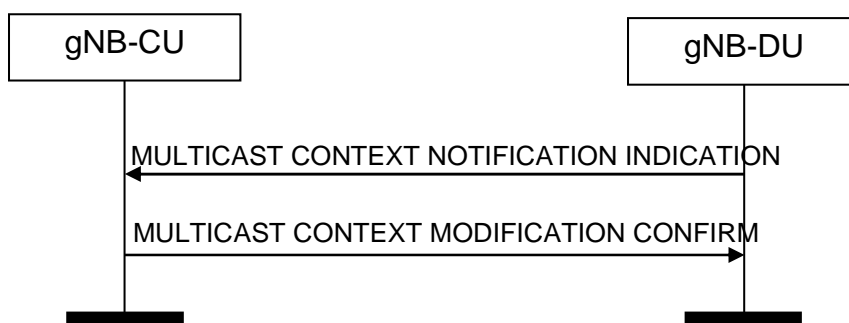 gNB-CU
gNB-DU
MULTICAST CONTEXT NOTIFICATION INDICATION
MULTICAST CONTEXT MODIFICATION CONFIRM